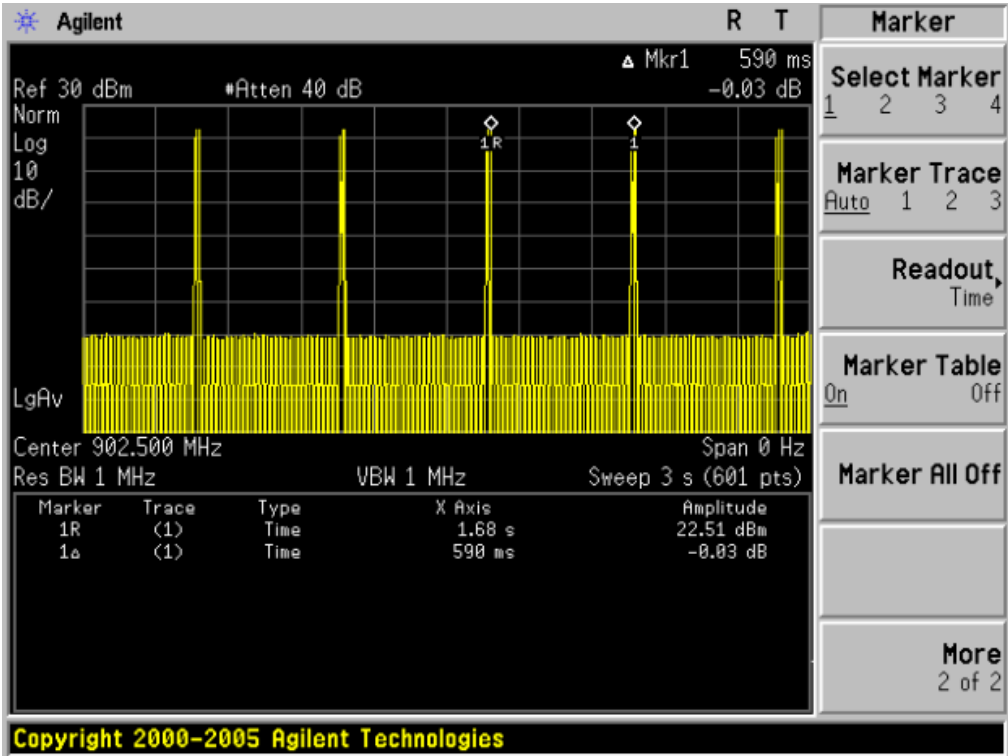 Agilent R T
Δ Mkr1 590 ms
Ref 30 dBm #Atten 40 dB -0.03 dB
Norm
Log
10
dB/
1R 1
LgAv
Center 902.500 MHz Span 0 Hz
Res BW 1 MHz VBW 1 MHz Sweep 3 s (601 pts)
Marker Trace Type X Axis Amplitude
1R (1) Time 1.68 s 22.51 dBm
1Δ (1) Time 590 ms -0.03 dB
Marker
Select Marker
1 2 3 4
Marker Trace
Auto 1 2 3
Readout
Time
Marker Table
On Off
Marker All Off
More
2 of 2
Copyright 2000-2005 Agilent Technologies